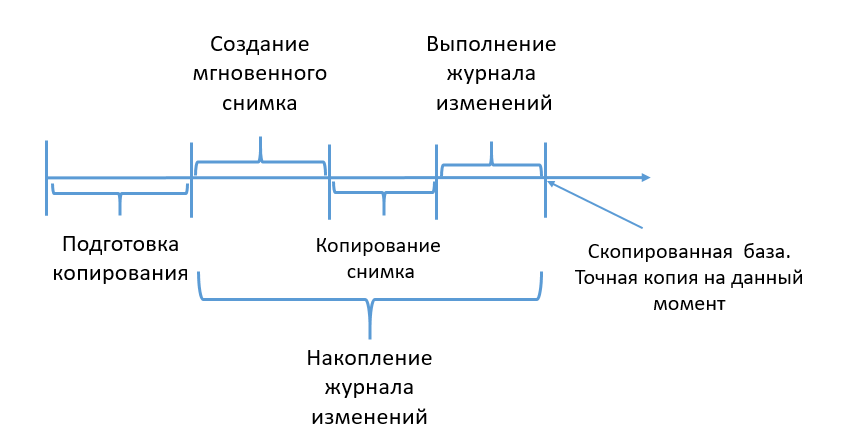 Создание
мгновенного
снимка
Выполнение
журнала
изменений
Подготовка
копирования
Копирование
снимка
Скопированная база.
Точная копия на данный
момент
Накопление
журнала
изменений